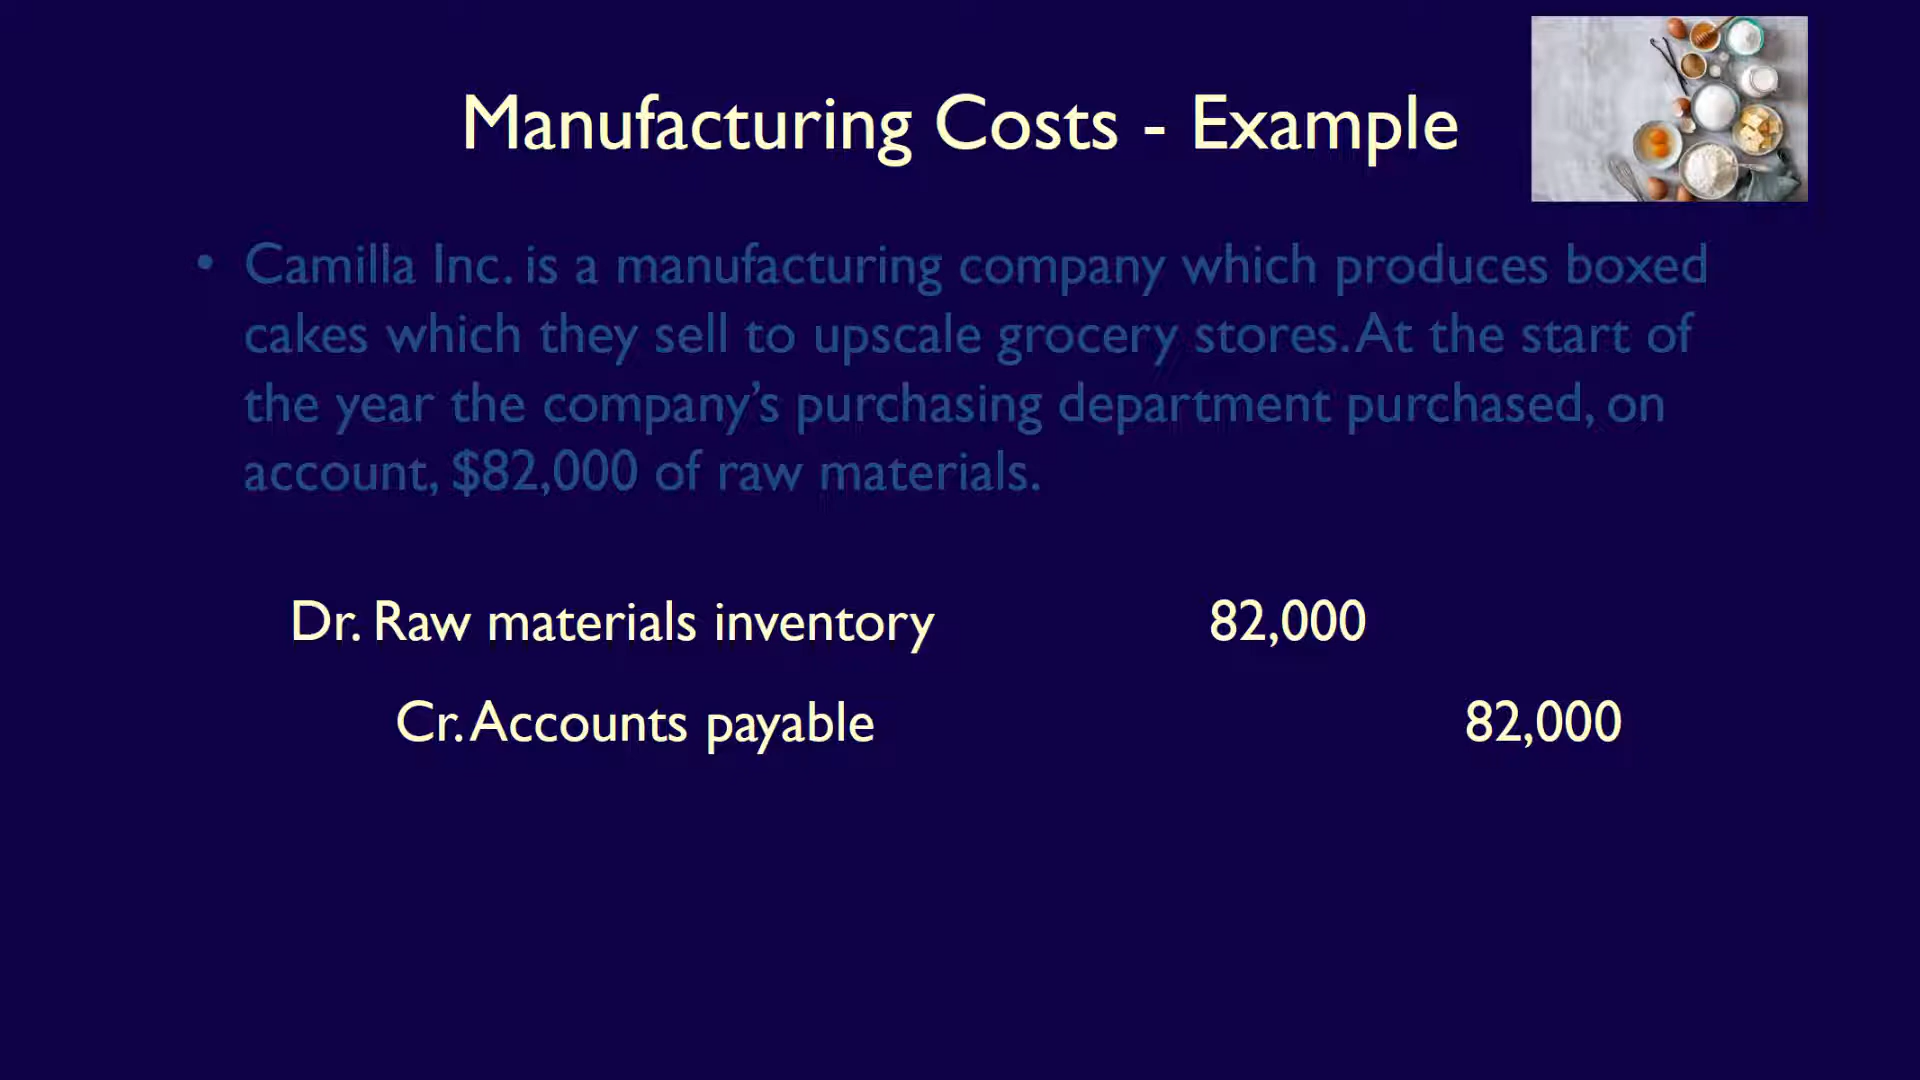 Manufacturing Costs - Example
• Camilla Inc. is a manufacturing company which produces boxed
cakes which they sell to upscale grocery stores. At the start of
the year the company’s purchasing department purchased, on
account, $82,000 of raw materials.
Dr. Raw materials inventory 82,000
Cr. Accounts payable 82,000